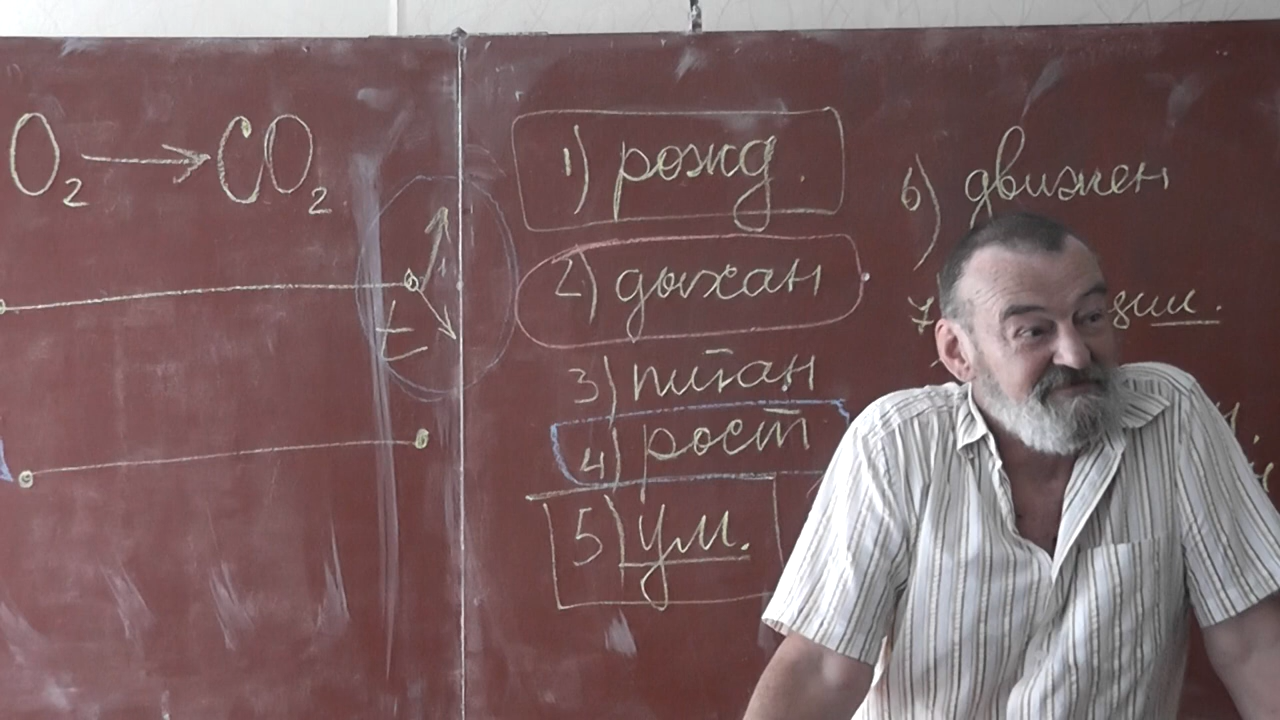 O₂ → CO₂
t
1) рожд.
2) дыхан
3) питан
4) рост
5) ум.
6) движен
7